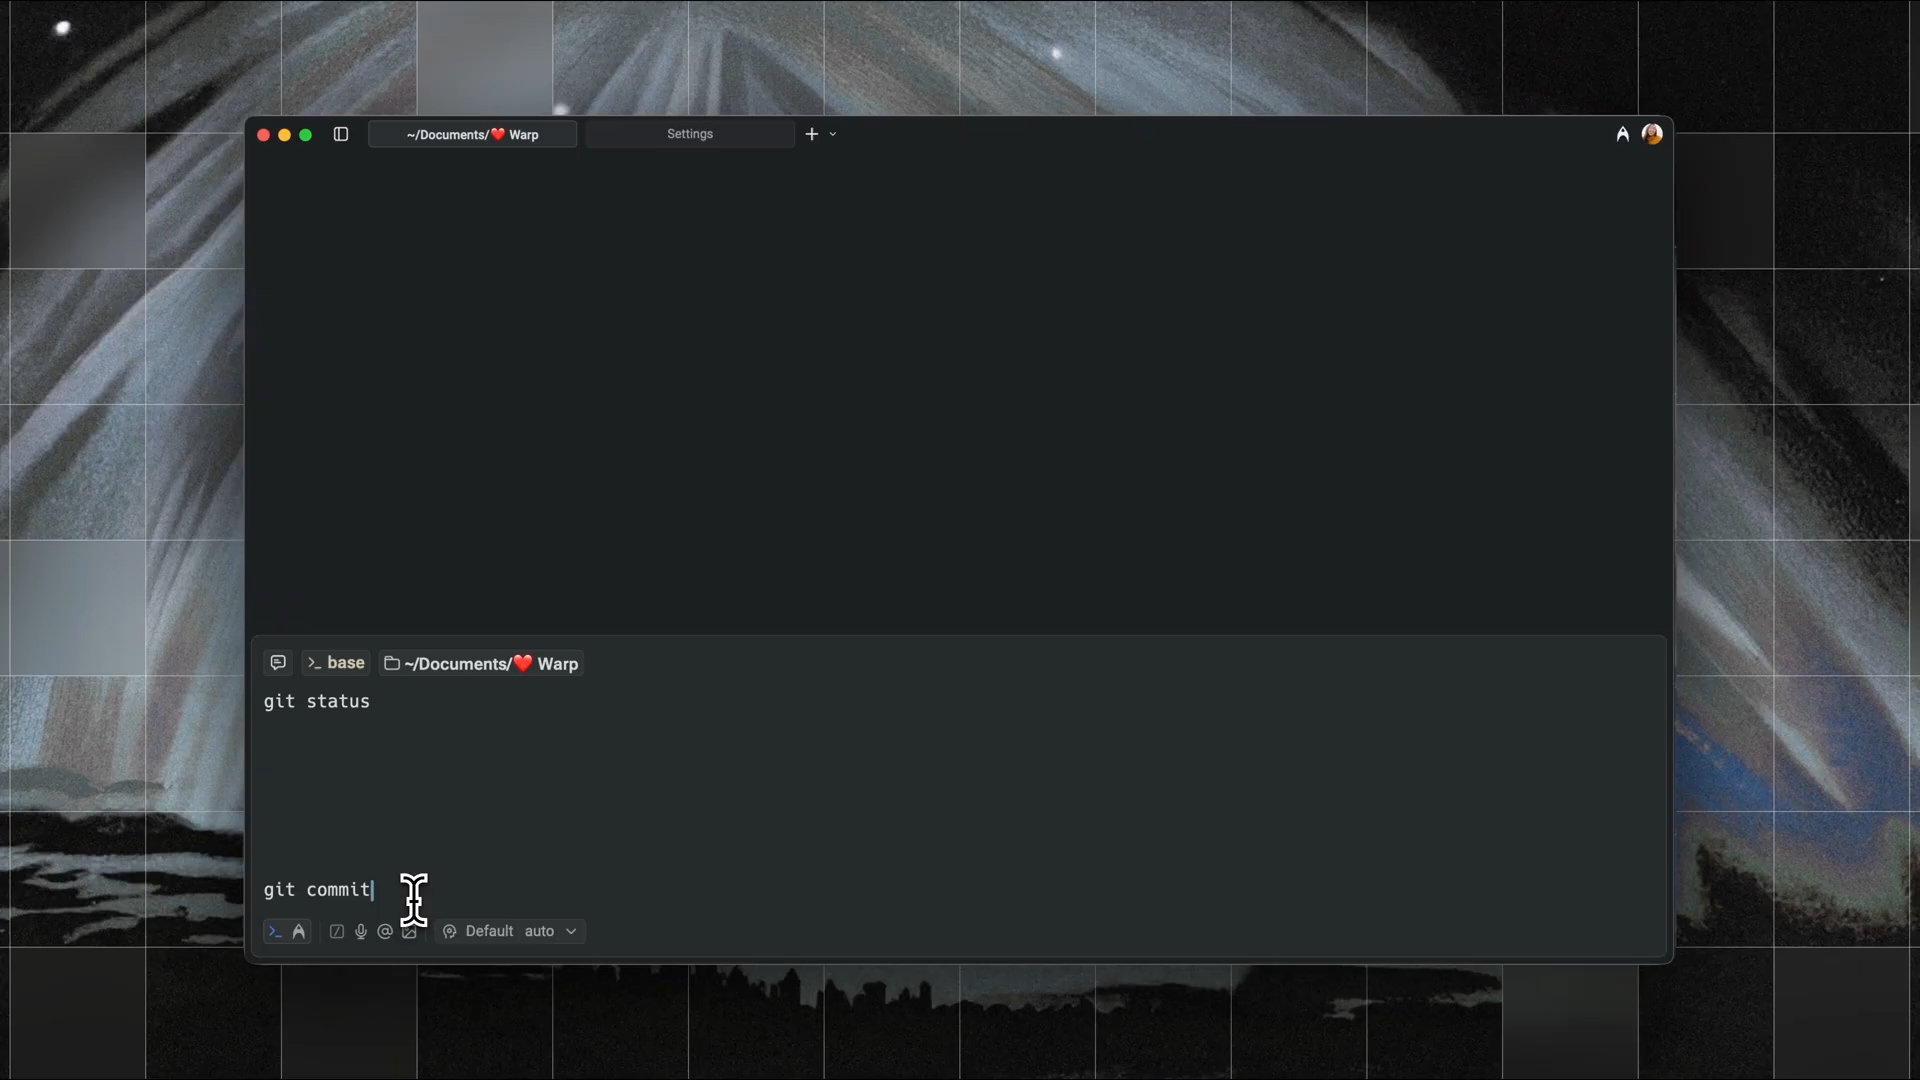 ~/Documents/❤️ Warp
Settings
>_ base
~/Documents/❤️ Warp
git status
git commit
Default auto